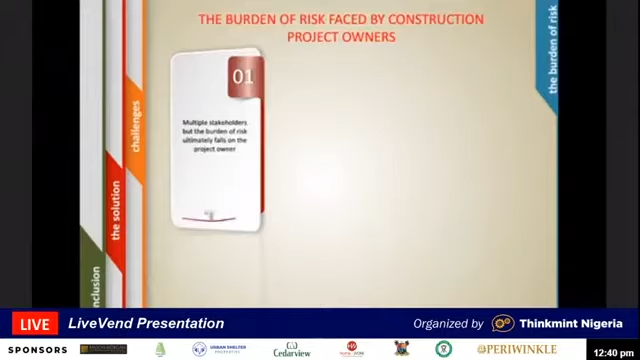 THE BURDEN OF RISK FACED BY CONSTRUCTION
PROJECT OWNERS
the burden of risk
01
Multiple stakeholders
but the burden of risk
ultimately falls on the
project owner
challenges
the solution
nclusion
LIVE
LiveVend Presentation
Organized by
Thinkmint Nigeria
SPONSORS
URBAN SHELTER
Cedarview
PERIWINKLE
12:40 pm